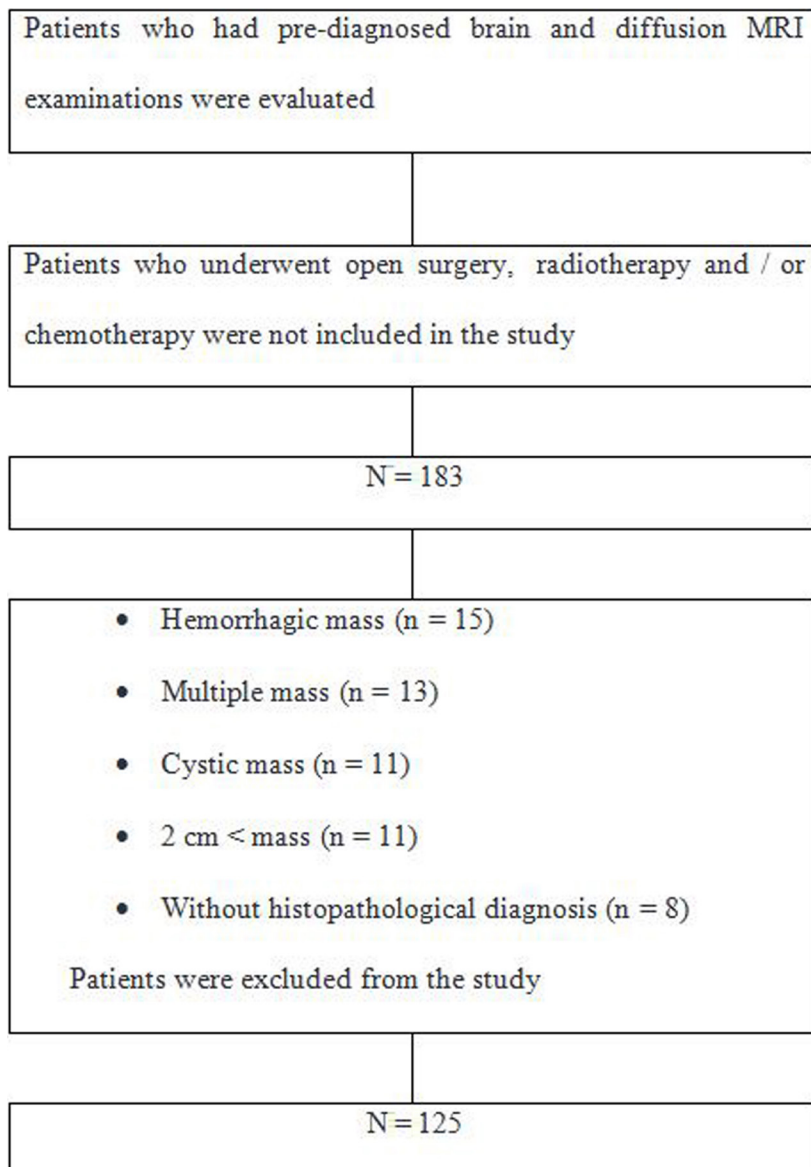 Patients who had pre-diagnosed brain and diffusion MRI
examinations were evaluated
Patients who underwent open surgery, radiotherapy and / or
chemotherapy were not included in the study
N = 183
• Hemorrhagic mass (n = 15)
• Multiple mass (n = 13)
• Cystic mass (n = 11)
• 2 cm < mass (n = 11)
• Without histopathological diagnosis (n = 8)
Patients were excluded from the study
N = 125